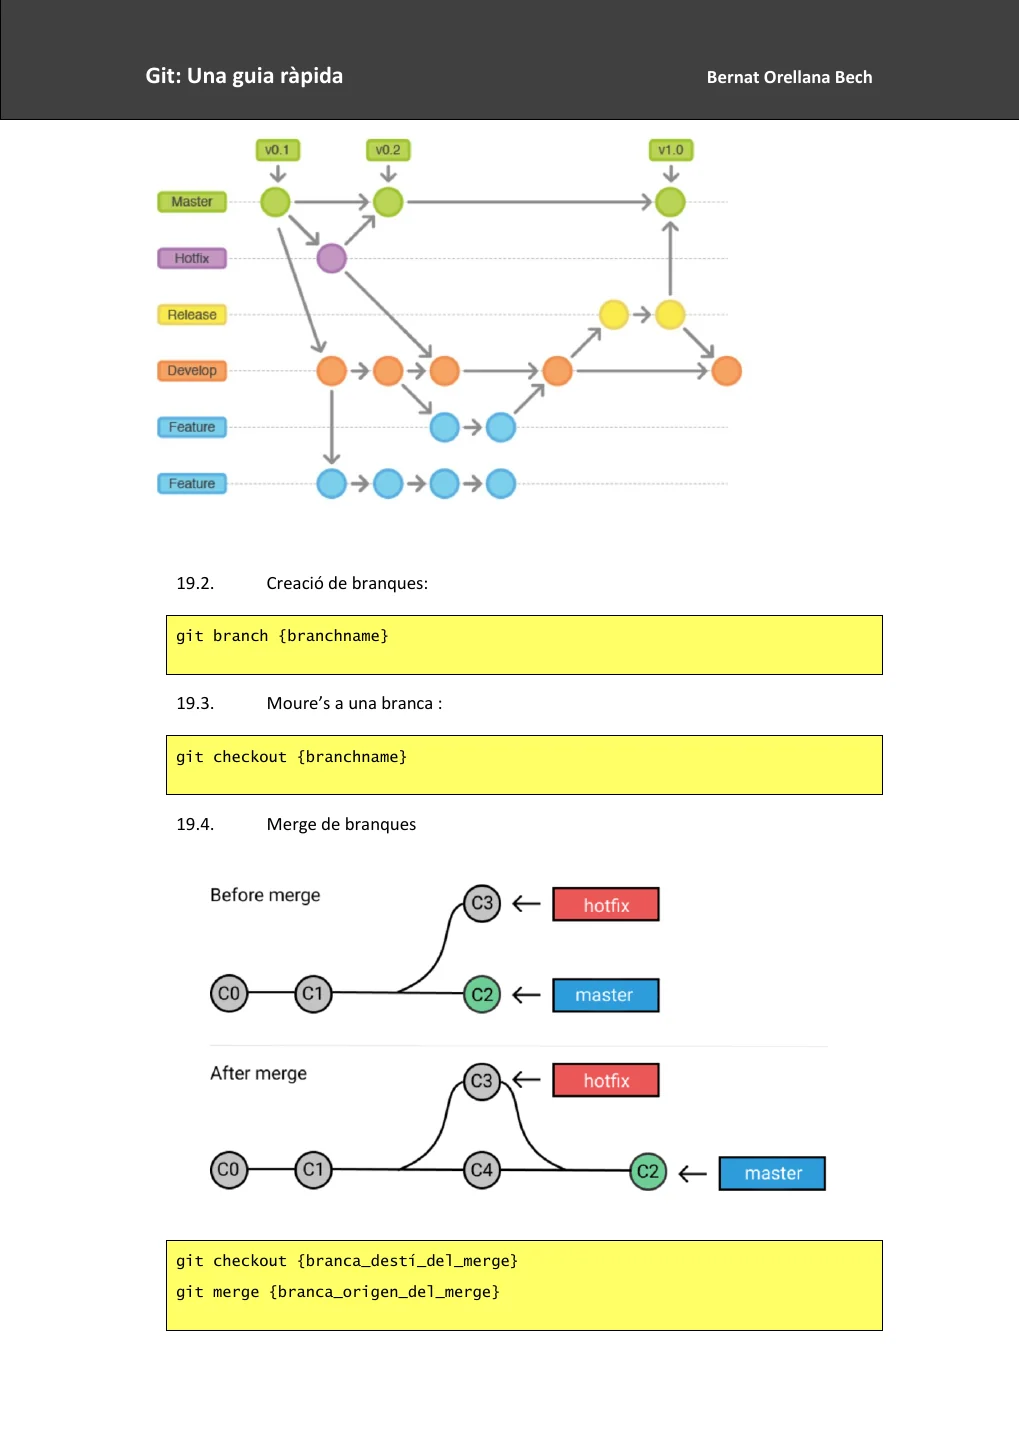 Git: Una guia ràpida Bernat Orellana Bech
v0.1 v0.2 v1.0
Master
Hotfix
Release
Develop
Feature
Feature
19.2. Creació de branques:
git branch {branchname}
19.3. Moure’s a una branca :
git checkout {branchname}
19.4. Merge de branques
Before merge
C3 hotfix
C0 C1 C2 master
After merge
C3 hotfix
C0 C1 C4 C2 master
git checkout {branca_destí_del_merge}
git merge {branca_origen_del_merge}